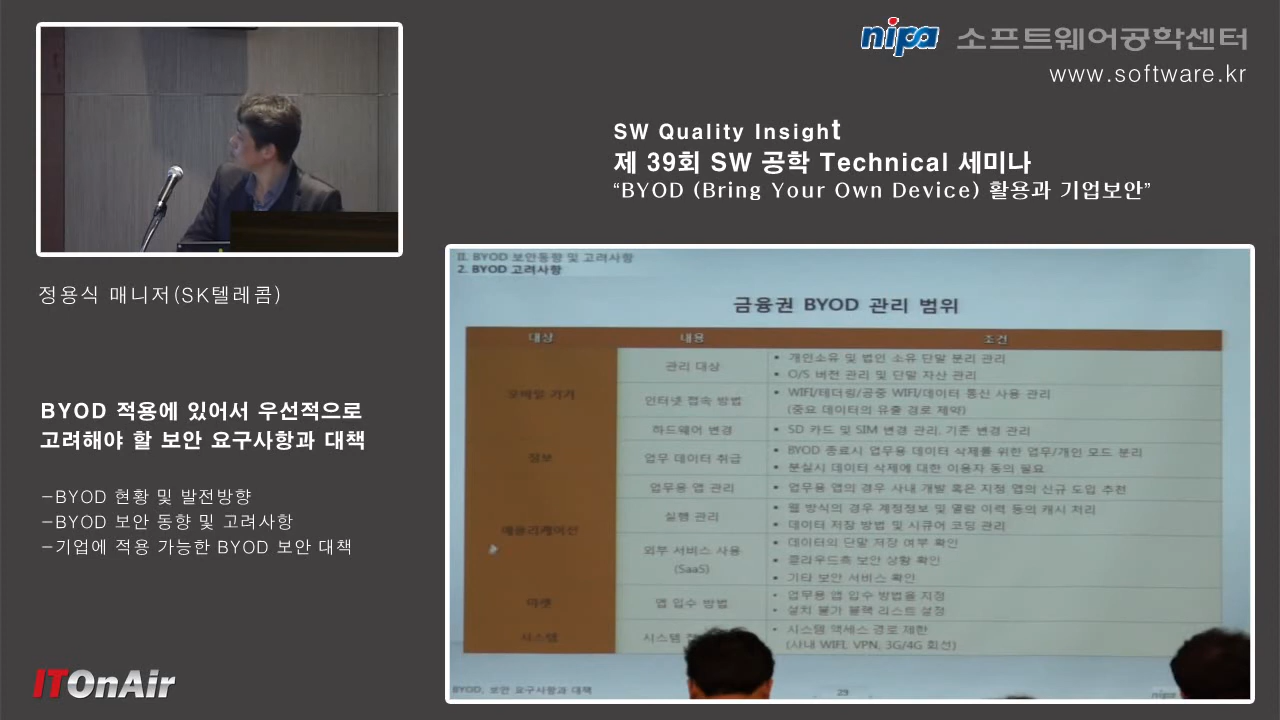 nipa 소프트웨어공학센터
www.software.kr
SW Quality Insight
제 39회 SW 공학 Technical 세미나
“BYOD (Bring Your Own Device) 활용과 기업보안”
정용식 매니저(SK텔레콤)
BYOD 적용에 있어서 우선적으로
고려해야 할 보안 요구사항과 대책
-BYOD 현황 및 발전방향
-BYOD 보안 동향 및 고려사항
-기업에 적용 가능한 BYOD 보안 대책
ITOnAir
II. BYOD 보안동향 및 고려사항
2. BYOD 고려사항
금융권 BYOD 관리 범위
대상 내용 조건
모바일 기기
관리 대상
• 개인소유 및 법인 소유 단말 분리 관리
• O/S 버전 관리 및 단말 자산 관리
인터넷 접속 방법
• WIFI/테더링/공중 WIFI/데이터 통신 사용 관리
(중요 데이터의 유출 경로 제약)
하드웨어 변경
• SD 카드 및 SIM 변경 관리, 기존 변경 관리
정보
업무 데이터 취급
• BYOD 종료시 업무용 데이터 삭제를 위한 업무/개인 모드 분리
• 분실시 데이터 삭제에 대한 이용자 동의 필요
애플리케이션
업무용 앱 관리
• 업무용 앱의 경우 사내 개발 혹은 지정 앱의 신규 도입 추천
실행 관리
• 웹 방식의 경우 계정정보 및 열람 이력 등의 캐시 처리
• 데이터 저장 방법 및 시큐어 코딩 관리
외부 서비스 사용
(SaaS)
• 데이터의 단말 저장 여부 확인
• 클라우드측 보안 상황 확인
• 기타 보안 서비스 확인
마켓
앱 입수 방법
• 업무용 앱 입수 방법을 지정
• 설치 불가 블랙 리스트 설정
시스템
시스템
• 시스템 액세스 경로 제한
(사내 WIFI, VPN, 3G/4G 회선)
BYOD, 보안 요구사항과 대책
23
nipa